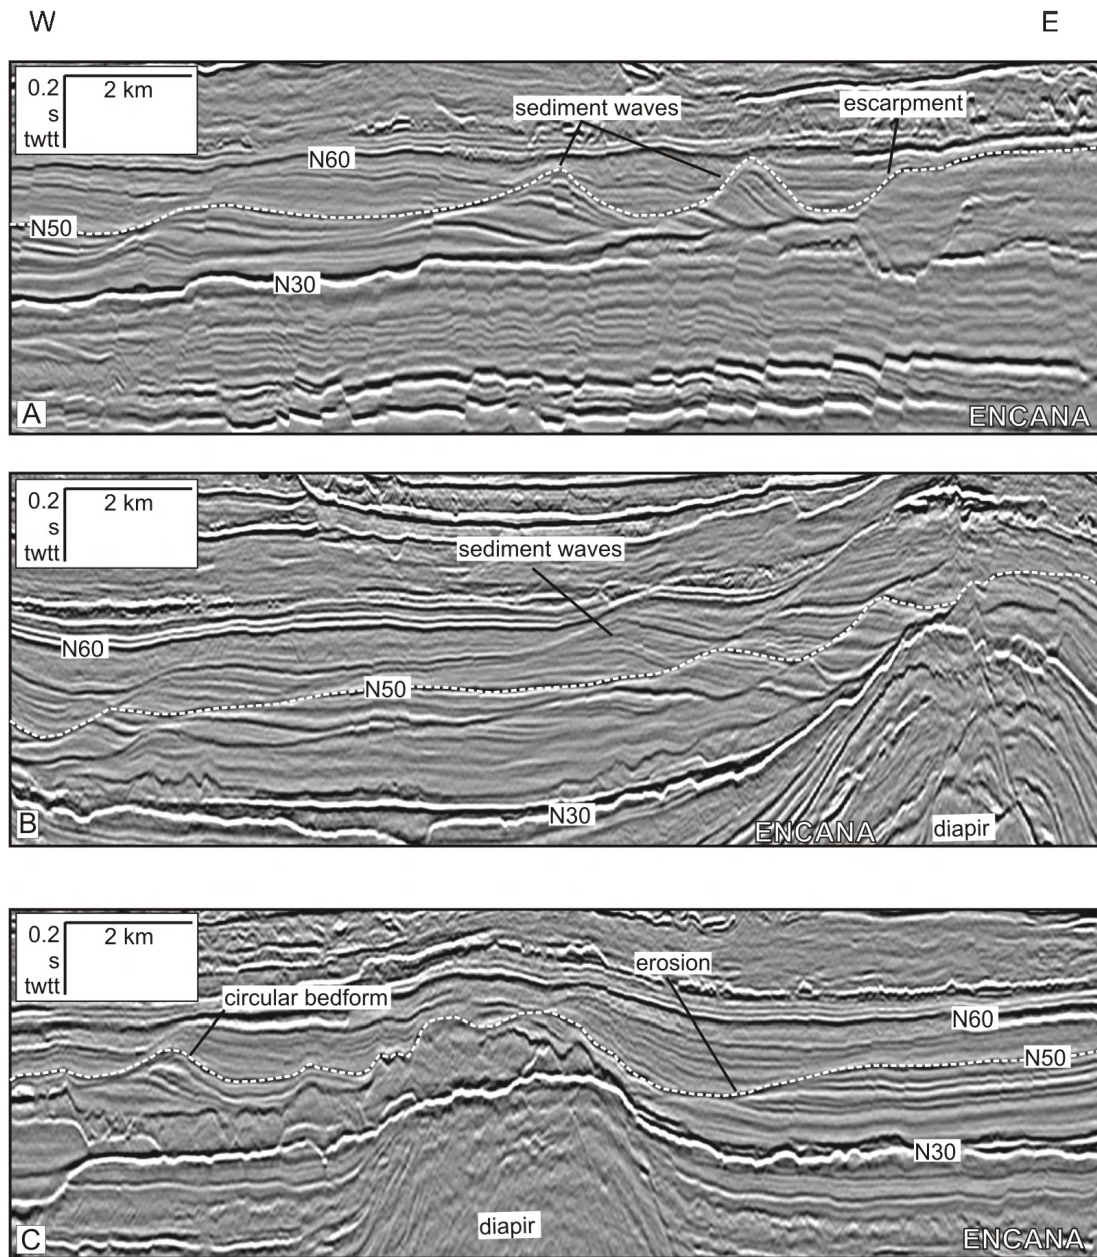 W
E
0.2
2 km
s
twtt
sediment waves
escarpment
N60
N50
N30
A
ENCANA
0.2
2 km
s
twtt
sediment waves
N60
N50
N30
B
ENCANA
diapir
0.2
2 km
s
twtt
erosion
circular bedform
N60
N50
N30
diapir
C
ENCANA